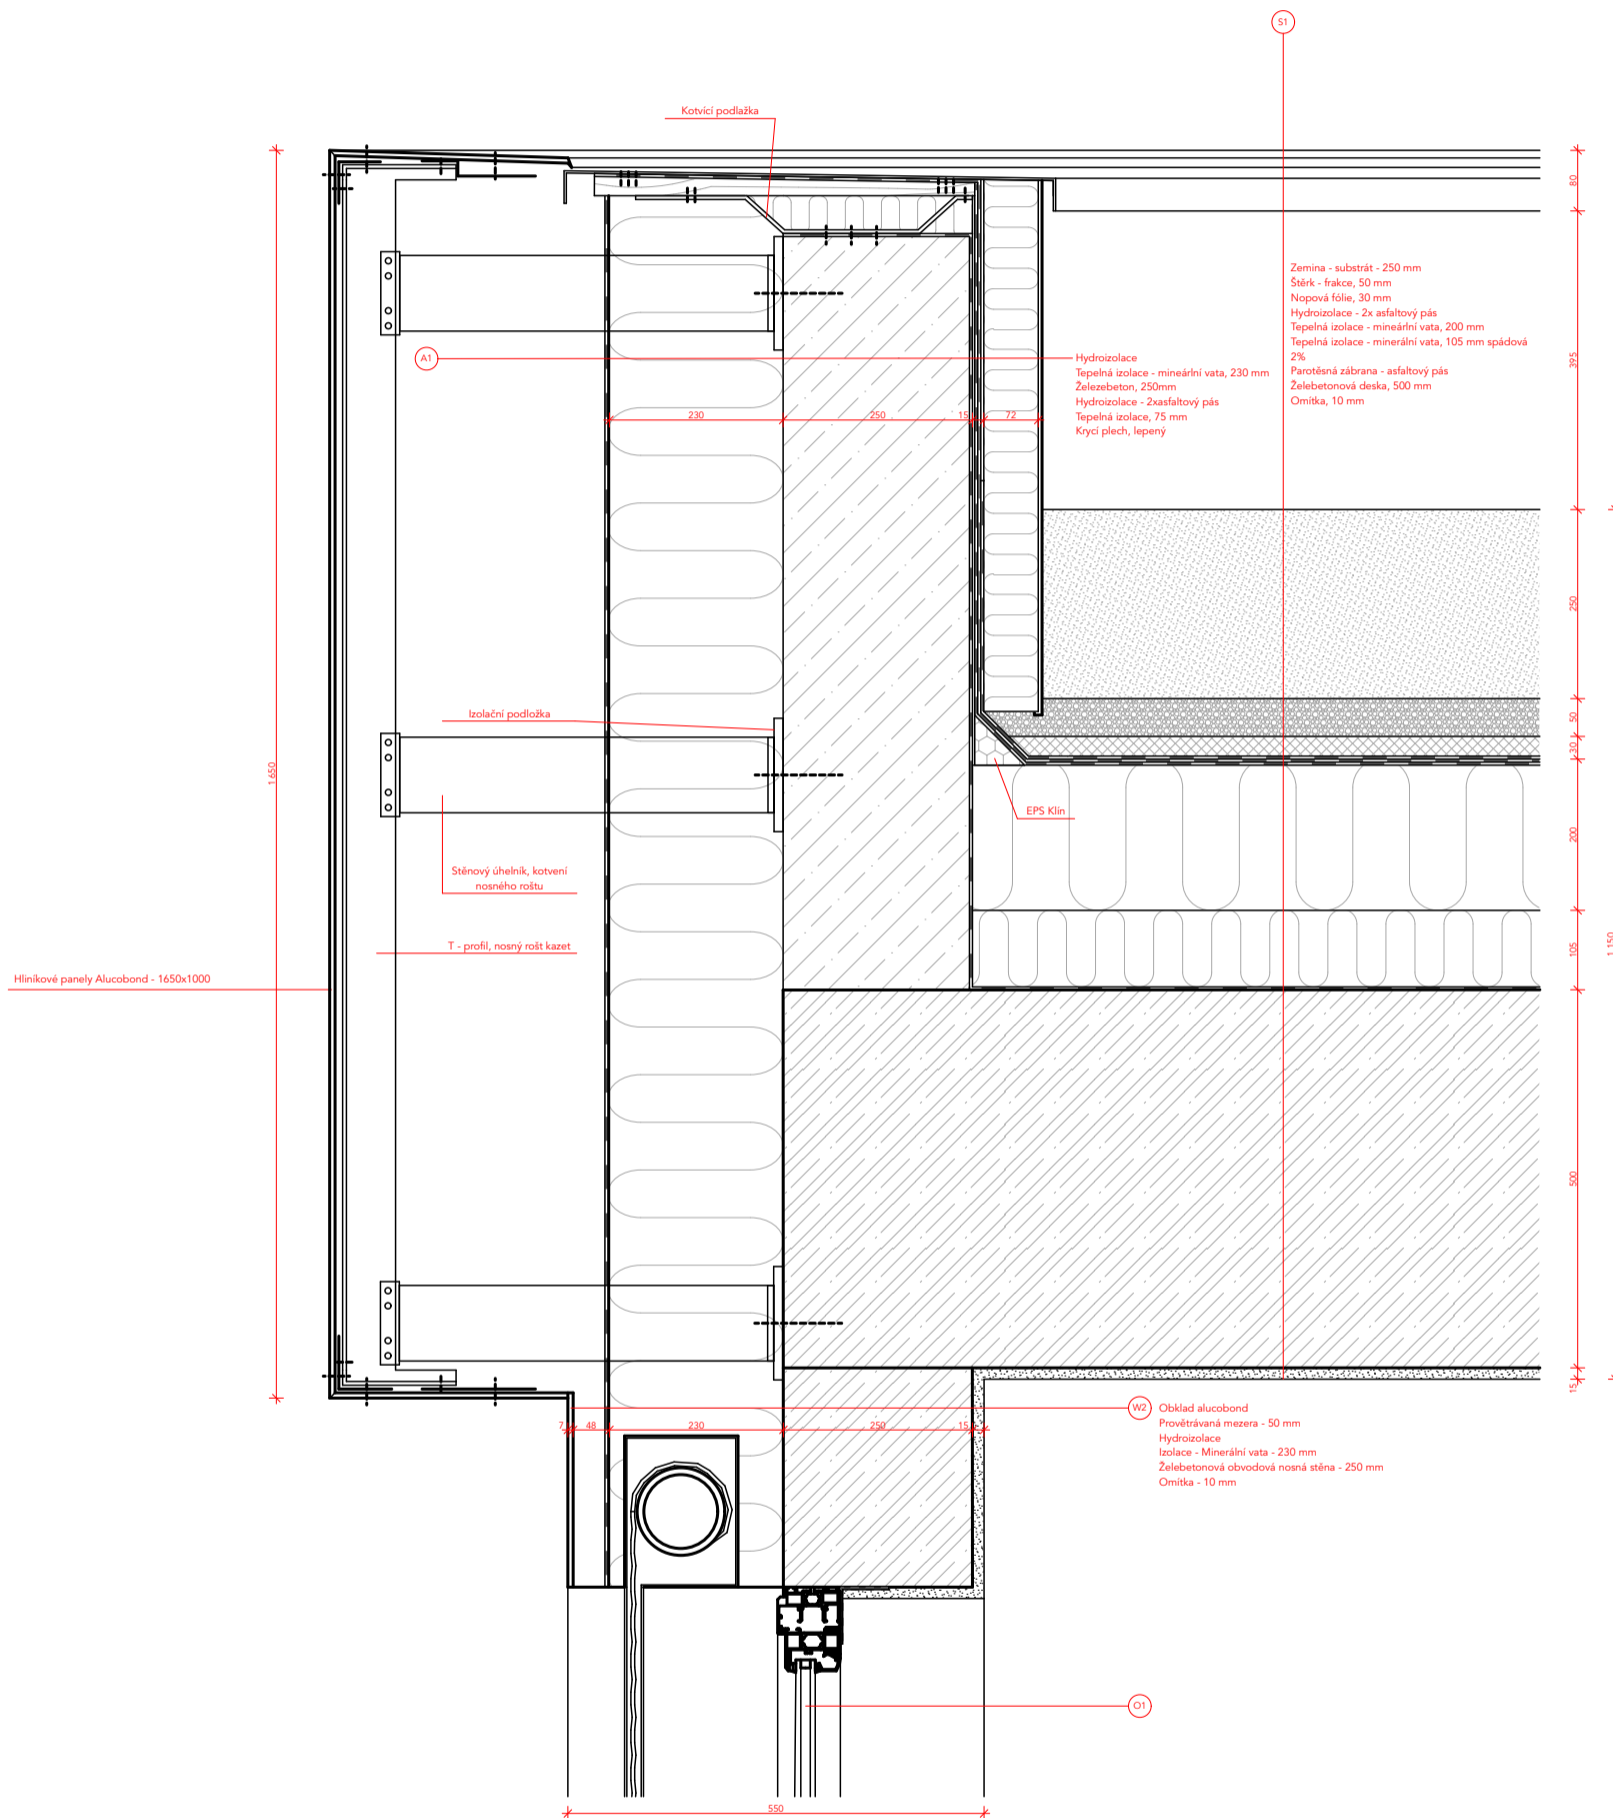 S1
Kotvící podlažka
80
Zemina - substrát - 250 mm
Štěrk - frakce, 50 mm
Nopová fólie, 30 mm
Hydroizolace - 2x asfaltový pás
Tepelná izolace - mineární vata, 200 mm
Tepelná izolace - minerální vata, 105 mm spádová
2%
Parotěsná zábrana - asfaltový pás
Želebetonová deska, 500 mm
Omítka, 10 mm
A1
Hydroizolace
Tepelná izolace - mineární vata, 230 mm
Železebeton, 250mm
Hydroizolace - 2xasfaltový pás
Tepelná izolace, 75 mm
Krycí plech, lepený
395
230
250
15
72
250
Izolační podložka
50
30
1 650
EPS Klín
200
Stěnový úhelník, kotvení
nosného roštu
T - profil, nosný rošt kazet
105
1 150
Hliníkové panely Alucobond - 1650x1000
500
15
W2
Obklad alucobond
Provětrávaná mezera - 50 mm
Hydroizolace
Izolace - Minerální vata - 230 mm
Želebetonová obvodová nosná stěna - 250 mm
Omítka - 10 mm
7
48
230
250
15
O1
550